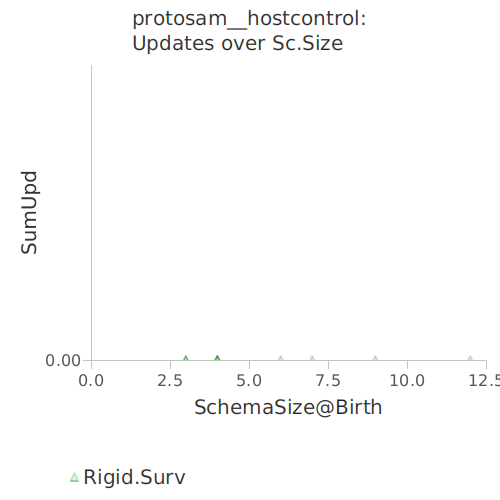 protosam__hostcontrol:
Updates over Sc.Size
SumUpd
0.00
0.0 2.5 5.0 7.5 10.0 12.5
SchemaSize@Birth
Rigid.Surv